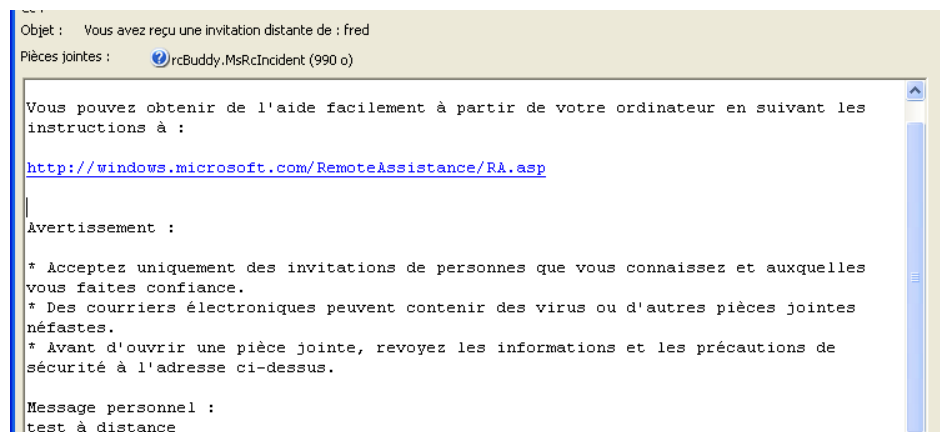 Objet : Vous avez reçu une invitation distante de : fred
Pièces jointes : rcBuddy.MsRcIncident (990 o)
Vous pouvez obtenir de l'aide facilement à partir de votre ordinateur en suivant les
instructions à :
http://windows.microsoft.com/RemoteAssistance/RA.asp
Avertissement :
* Acceptez uniquement des invitations de personnes que vous connaissez et auxquelles
vous faites confiance.
* Des courriers électroniques peuvent contenir des virus ou d'autres pièces jointes
néfastes.
* Avant d'ouvrir une pièce jointe, revoyez les informations et les précautions de
sécurité à l'adresse ci-dessus.
Message personnel :
test à distance